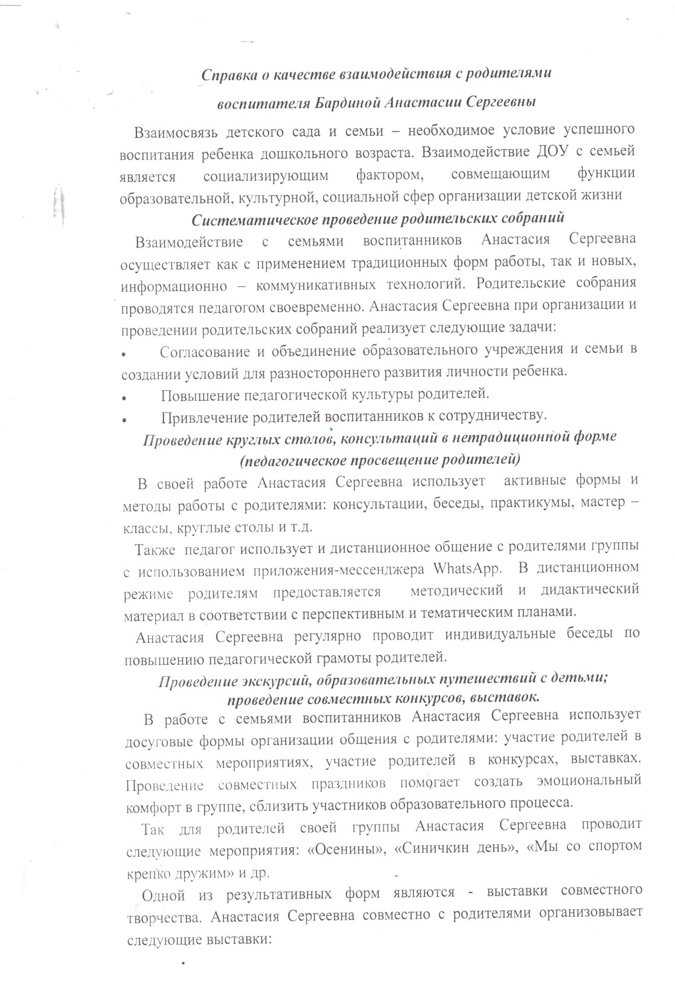 Справка о качестве взаимодействия с родителями
воспитателя Бардиной Анастасии Сергеевны
Взаимосвязь детского сада и семьи – необходимое условие успешного
воспитания ребенка дошкольного возраста. Взаимодействие ДОУ с семьей
является социализирующим фактором, совмещающим функции
образовательной, культурной, социальной сфер организации детской жизни
Систематическое проведение родительских собраний
Взаимодействие с семьями воспитанников Анастасия Сергеевна
осуществляет как с применением традиционных форм работы, так и новых,
информационно – коммуникативных технологий. Родительские собрания
проводятся педагогом своевременно. Анастасия Сергеевна при организации и
проведении родительских собраний реализует следующие задачи:
• Согласование и объединение образовательного учреждения и семьи в
создании условий для разностороннего развития личности ребенка.
• Повышение педагогической культуры родителей.
• Привлечение родителей воспитанников к сотрудничеству.
Проведение круглых столов, консультаций в нетрадиционной форме
(педагогическое просвещение родителей)
В своей работе Анастасия Сергеевна использует активные формы и
методы работы с родителями: консультации, беседы, практикумы, мастер –
классы, круглые столы и т.д.
Также педагог использует и дистанционное общение с родителями группы
с использованием приложения-мессенджера WhatsApp. В дистанционном
режиме родителям предоставляется методический и дидактический
материал в соответствии с перспективным и тематическим планами.
Анастасия Сергеевна регулярно проводит индивидуальные беседы по
повышению педагогической грамоты родителей.
Проведение экскурсий, образовательных путешествий с детьми;
проведение совместных конкурсов, выставок.
В работе с семьями воспитанников Анастасия Сергеевна использует
досуговые формы организации общения с родителями: участие родителей в
совместных мероприятиях, участие родителей в конкурсах, выставках.
Проведение совместных праздников помогает создать эмоциональный
комфорт в группе, сблизить участников образовательного процесса.
Так для родителей своей группы Анастасия Сергеевна проводит
следующие мероприятия: «Осенины», «Синичкин день», «Мы со спортом
крепко дружим» и др.
Одной из результативных форм являются - выставки совместного
творчества. Анастасия Сергеевна совместно с родителями организовывает
следующие выставки: